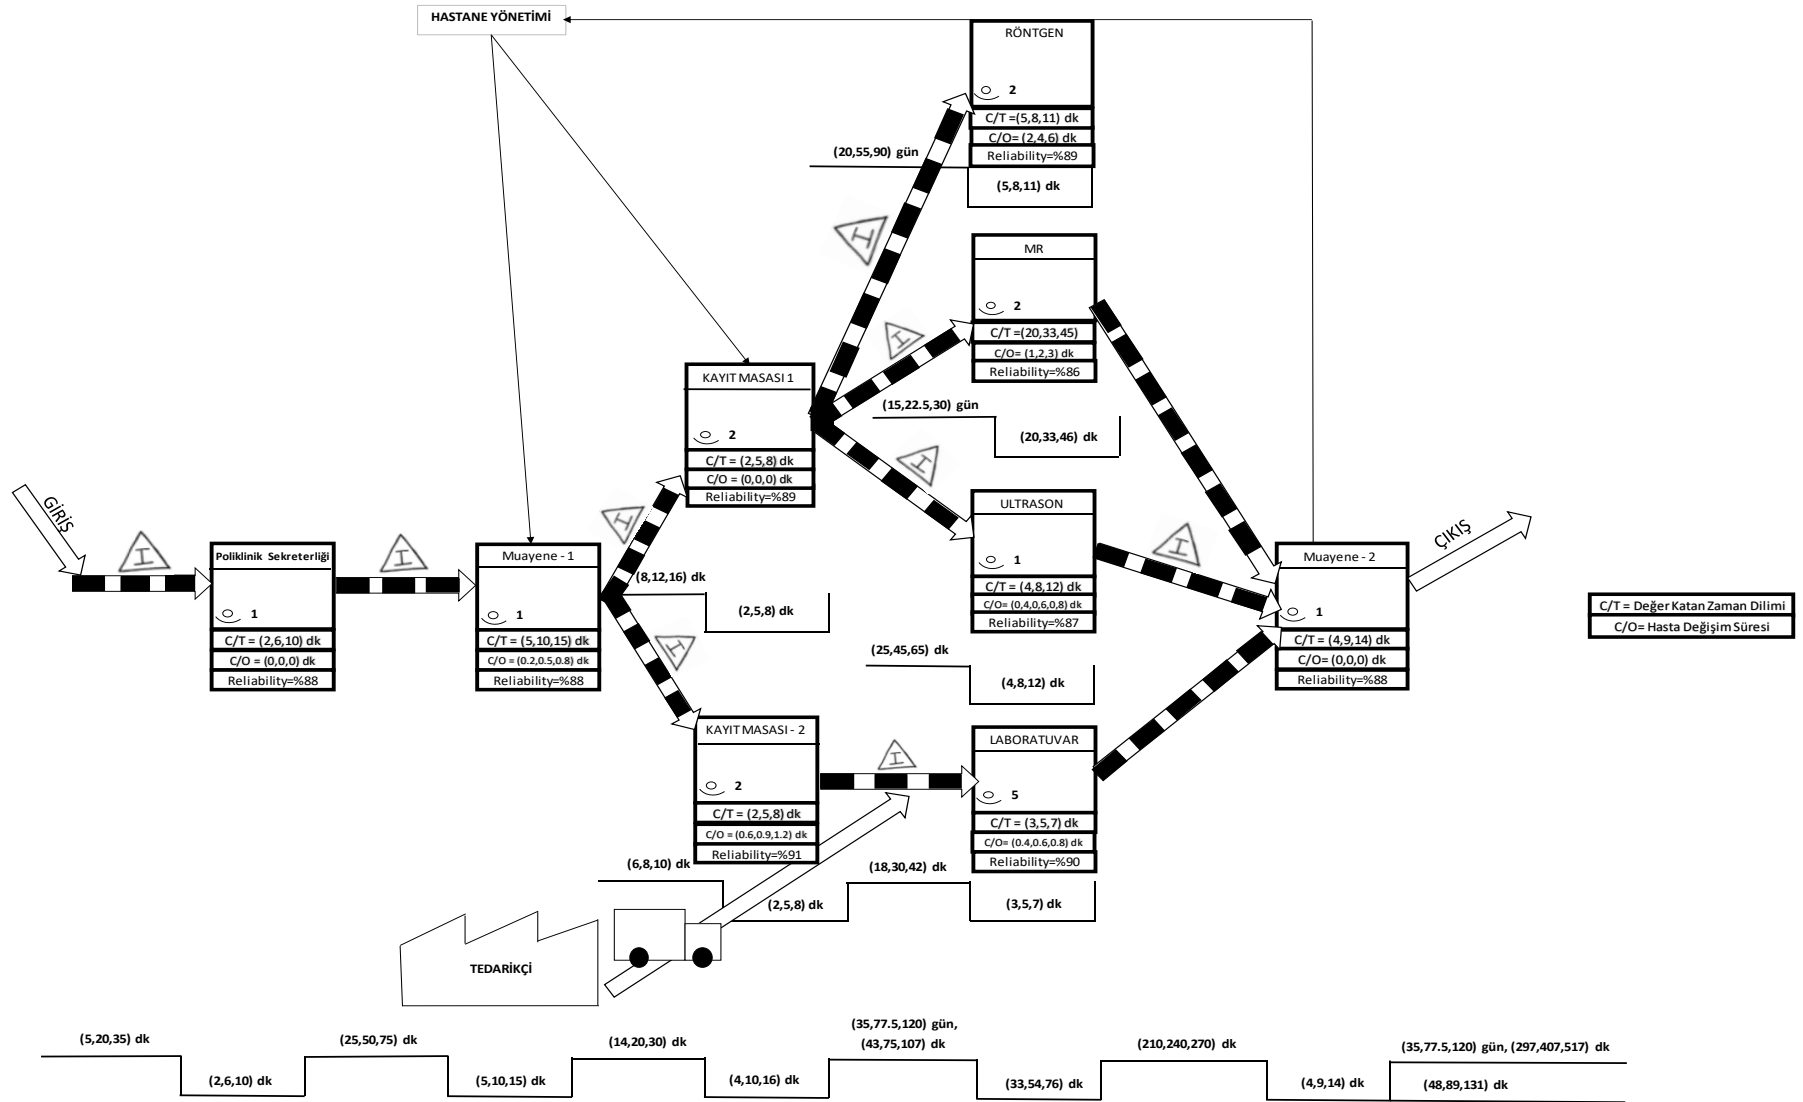 HASTANE YÖNETİMİ
RÖNTGEN
2
C/T =(5,8,11) dk
C/O= (2,4,6) dk
Reliability=%89
(20,55,90) gün
(5,8,11) dk
MR
2
C/T =(20,33,45)
C/O= (1,2,3) dk
Reliability=%86
(15,22.5,30) gün
(20,33,46) dk
KAYIT MASASI 1
2
C/T = (2,5,8) dk
C/O = (0,0,0) dk
Reliability=%89
GİRİŞ
I
I
I
I
I
I
I
I
I
Poliklinik Sekreterliği
1
C/T = (2,6,10) dk
C/O = (0,0,0) dk
Reliability=%88
Muayene - 1
1
C/T = (5,10,15) dk
C/O = (0.2,0.5,0.8) dk
Reliability=%88
(8,12,16) dk
(2,5,8) dk
ULTRASON
1
C/T = (4,8,12) dk
C/O= (0,4,0,6,0,8) dk
Reliability=%87
(25,45,65) dk
(4,8,12) dk
Muayene - 2
1
C/T = (4,9,14) dk
C/O= (0,0,0) dk
Reliability=%88
ÇIKIŞ
C/T = Değer Katan Zaman Dilimi
C/O= Hasta Değişim Süresi
KAYIT MASASI - 2
2
C/T = (2,5,8) dk
C/O = (0.6,0.9,1.2) dk
Reliability=%91
LABORATUVAR
5
C/T = (3,5,7) dk
C/O= (0.4,0.6,0.8) dk
Reliability=%90
(6,8,10) dk
(2,5,8) dk
(18,30,42) dk
(3,5,7) dk
TEDARİKÇİ
(5,20,35) dk
(2,6,10) dk
(25,50,75) dk
(5,10,15) dk
(14,20,30) dk
(4,10,16) dk
(35,77.5,120) gün,
(43,75,107) dk
(33,54,76) dk
(210,240,270) dk
(4,9,14) dk
(35,77.5,120) gün, (297,407,517) dk
(48,89,131) dk